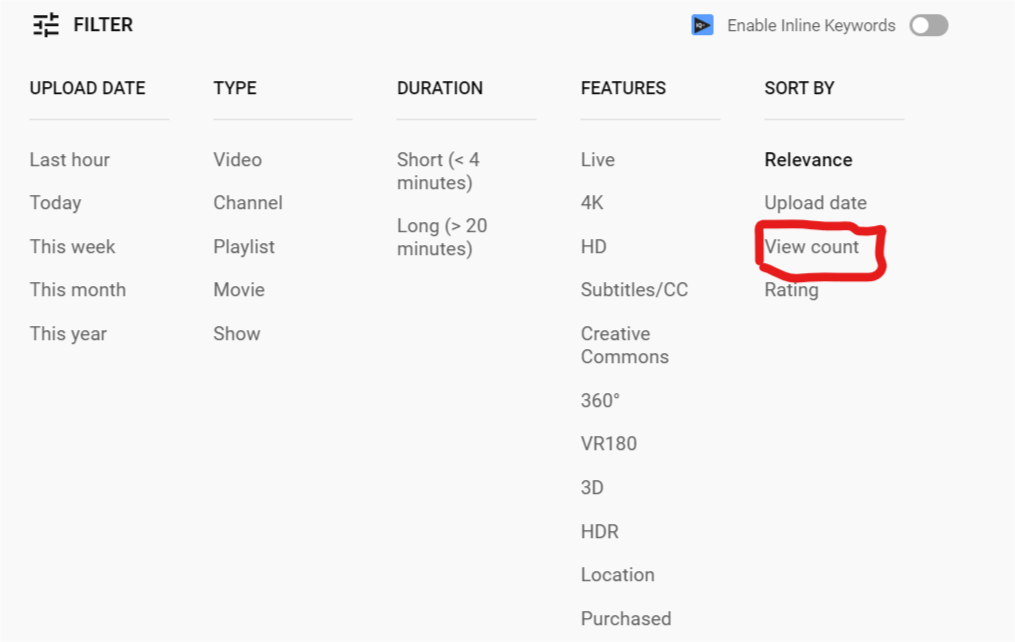 FILTER
Enable Inline Keywords
UPLOAD DATE
Last hour
Today
This week
This month
This year
TYPE
Video
Channel
Playlist
Movie
Show
DURATION
Short (< 4
minutes)
Long (> 20
minutes)
FEATURES
Live
4K
HD
Subtitles/CC
Creative
Commons
360°
VR180
3D
HDR
Location
Purchased
SORT BY
Relevance
Upload date
View count
Rating